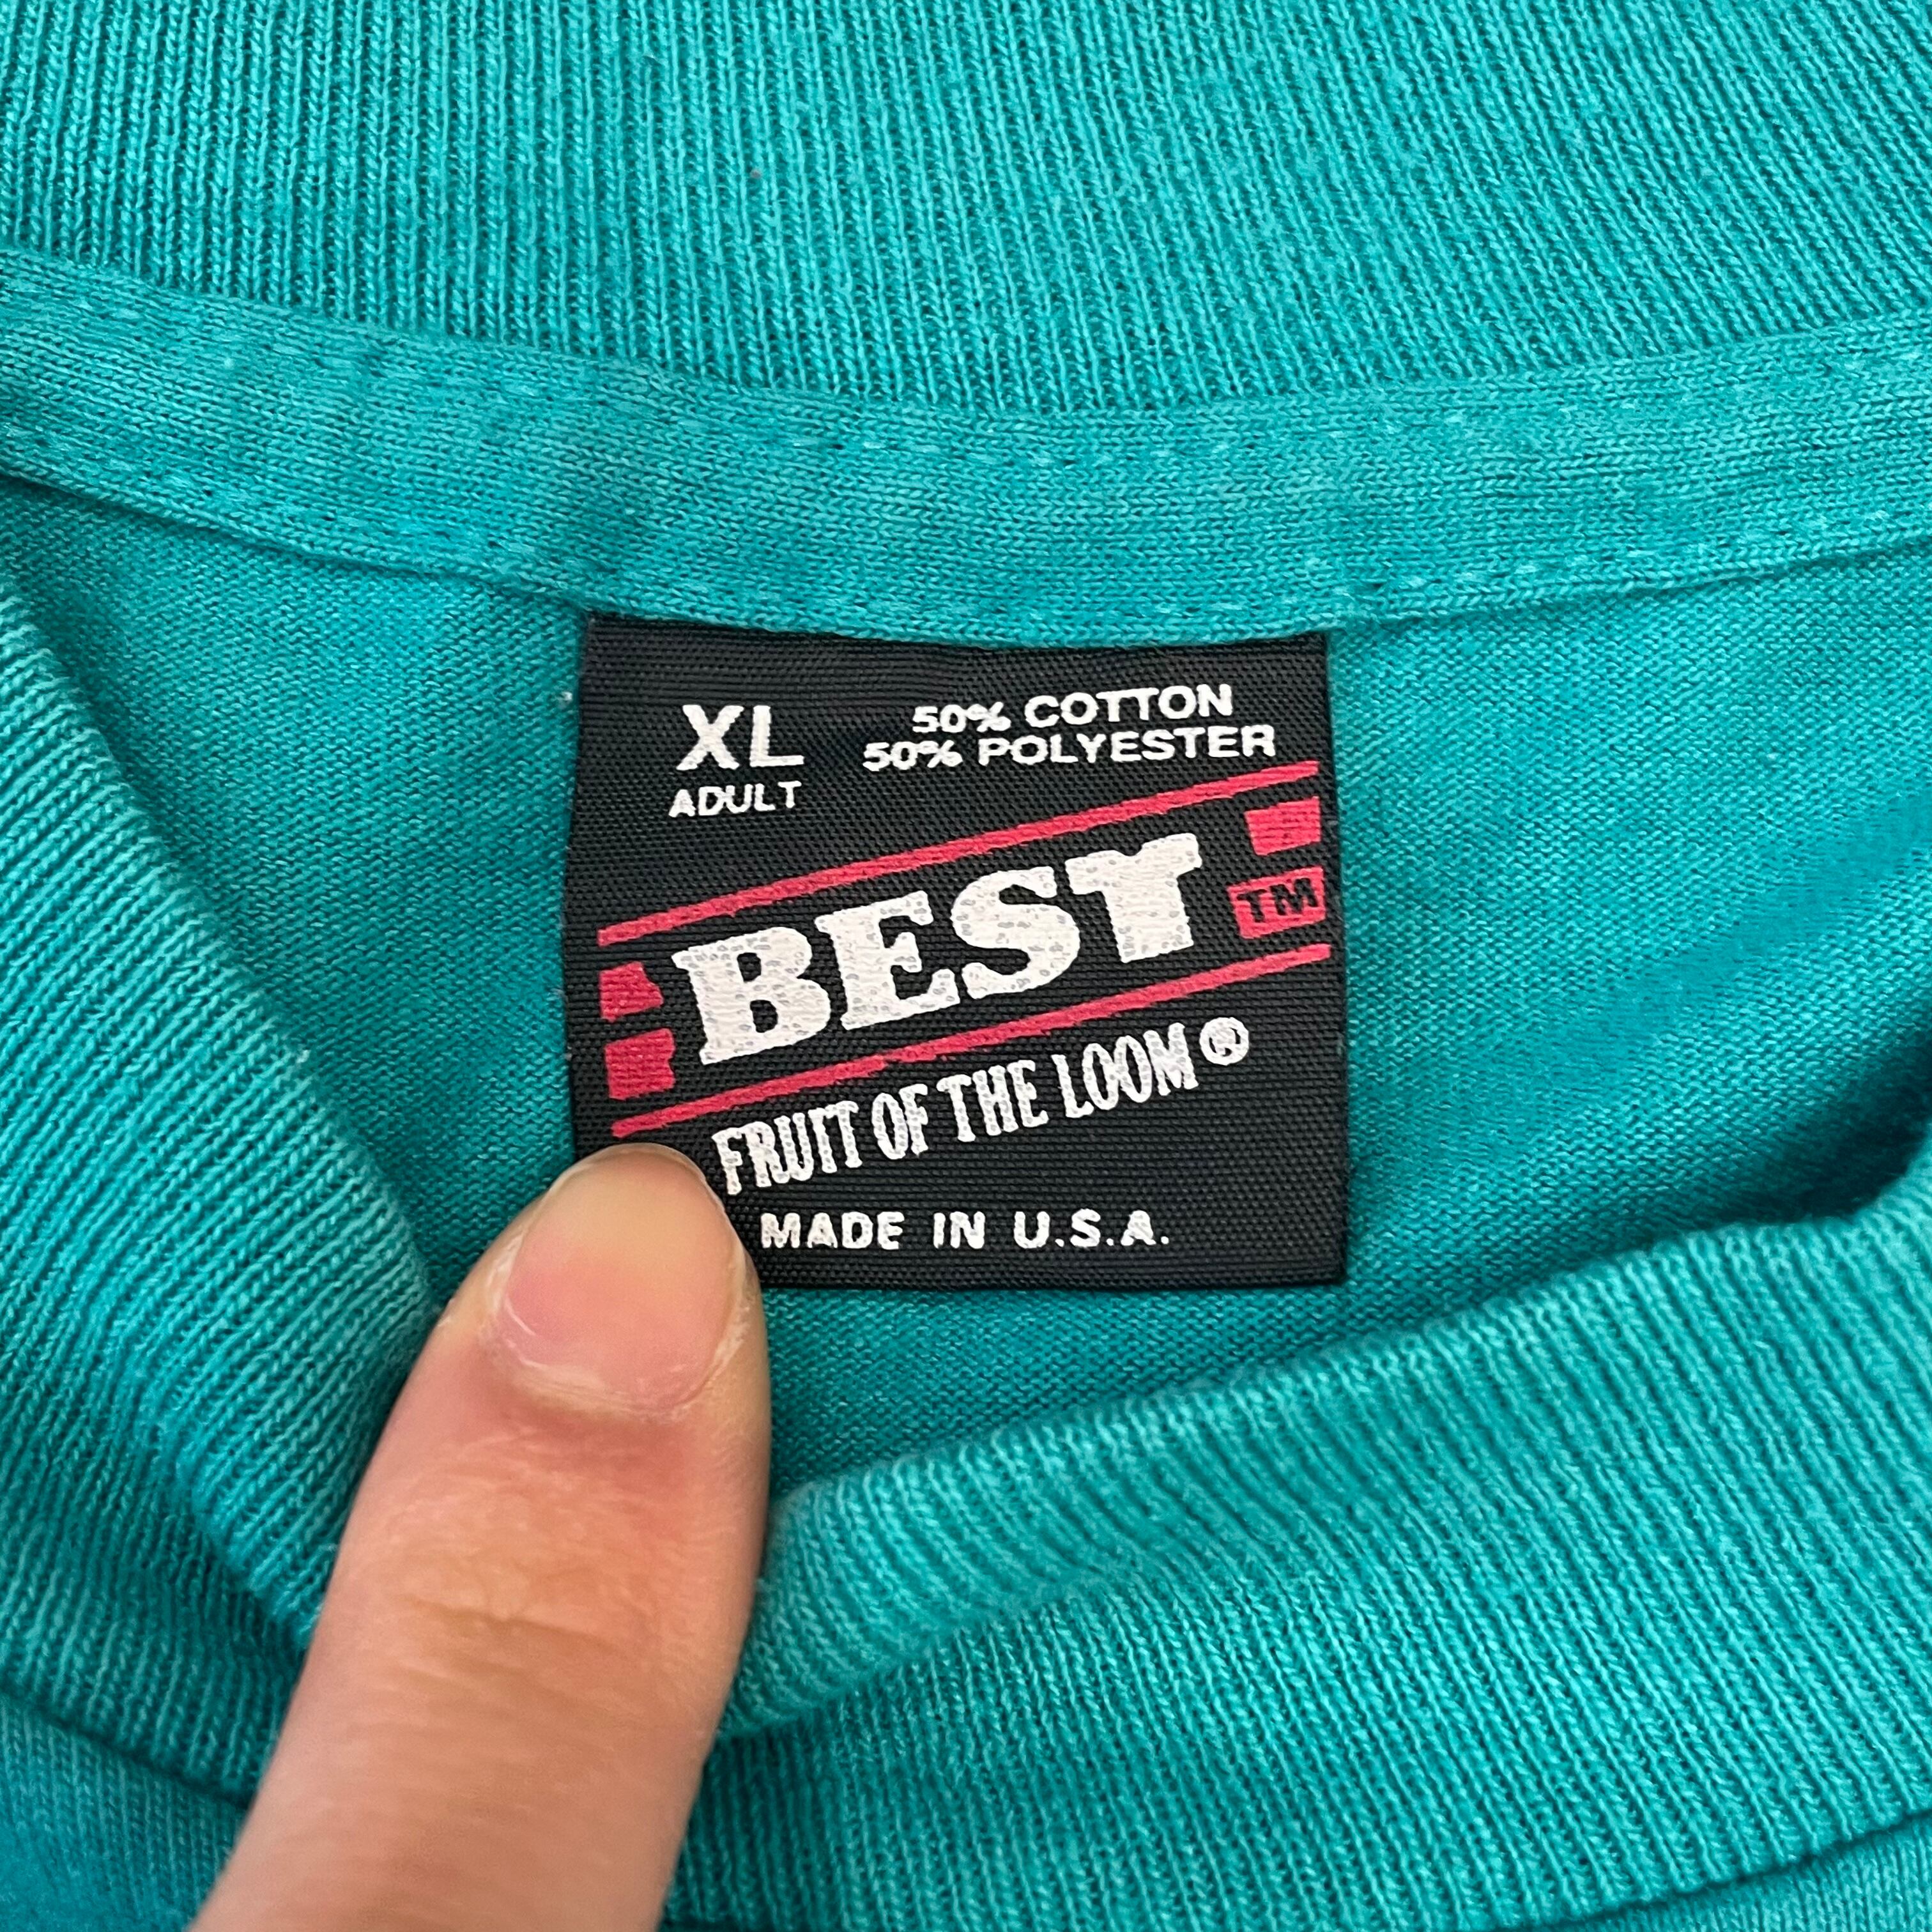 XL
ADULT
50% COTTON
50% POLYESTER
BEST TM
FRUIT OF THE LOOM ®
MADE IN U.S.A.